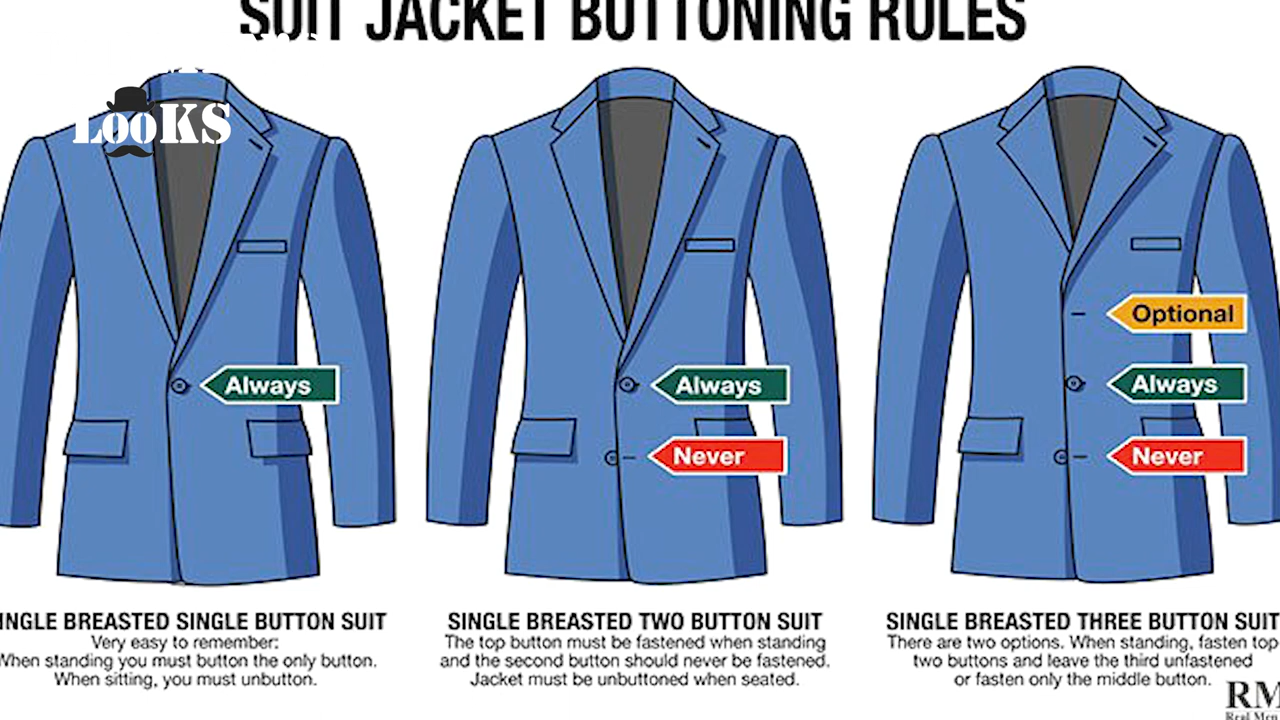 SUIT JACKET BUTTONING RULES
LooKS
Always
Always
Never
Optional
Always
Never
INGLE BREASTED SINGLE BUTTON SUIT
Very easy to remember:
When standing you must button the only button.
When sitting, you must unbutton.
SINGLE BREASTED TWO BUTTON SUIT
The top button must be fastened when standing
and the second button should never be fastened.
Jacket must be unbuttoned when seated.
SINGLE BREASTED THREE BUTTON SUIT
There are two options. When standing, fasten top
two buttons and leave the third unfastened
or fasten only the middle button.
RM
Real Men